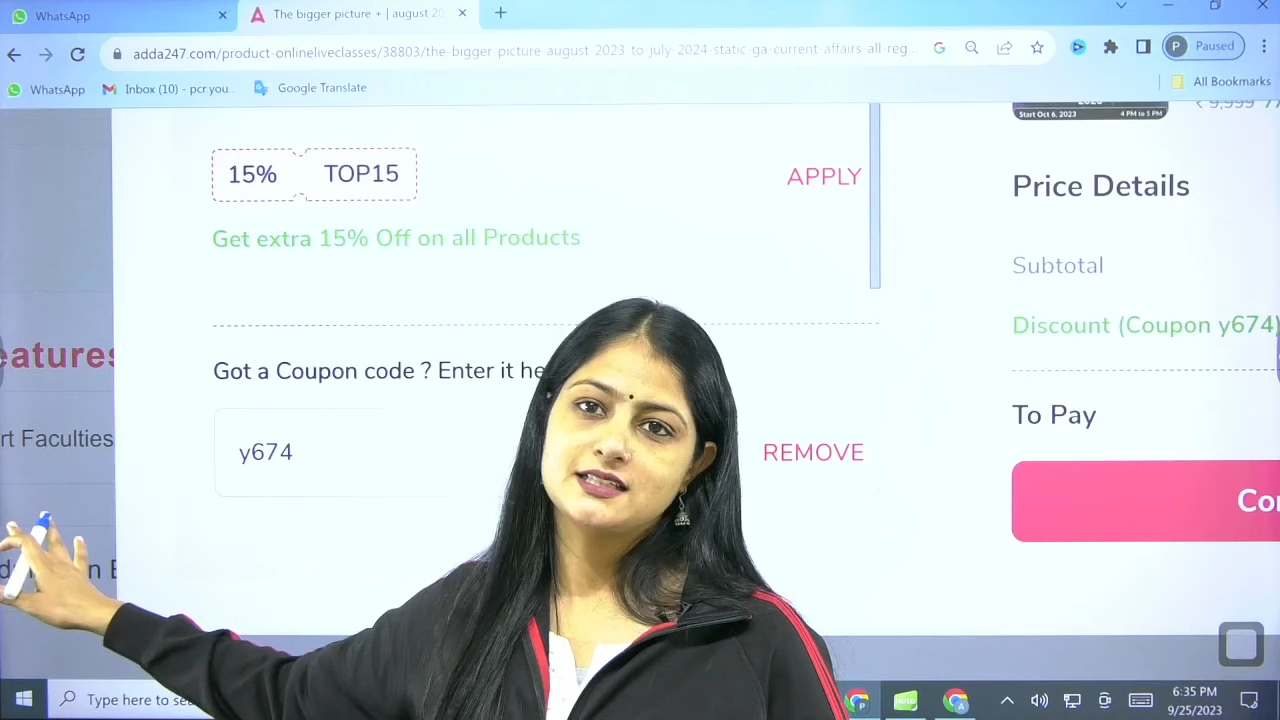 WhatsApp
The bigger picture + | august 20
adda247.com/product-onlineliveclasses/38803/the-bigger-picture-august-2023-to-july-2024-static-ga-current-affairs-all-reg...
Paused
WhatsApp
Inbox (10) - pcr you...
Google Translate
All Bookmarks
Start Oct 6, 2023
4 PM to 5 PM
₹ 9,999
15%
TOP15
APPLY
Price Details
Get extra 15% Off on all Products
Subtotal
Discount (Coupon y674)
eatures
Got a Coupon code ? Enter it he
To Pay
rt Faculties
y674
REMOVE
Type here to se
6:35 PM
9/25/2023